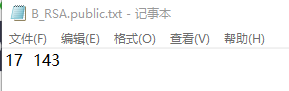 B_RSA.public.txt - 记事本
文件(F) 编辑(E) 格式(O) 查看(V) 帮助(H)
17 143